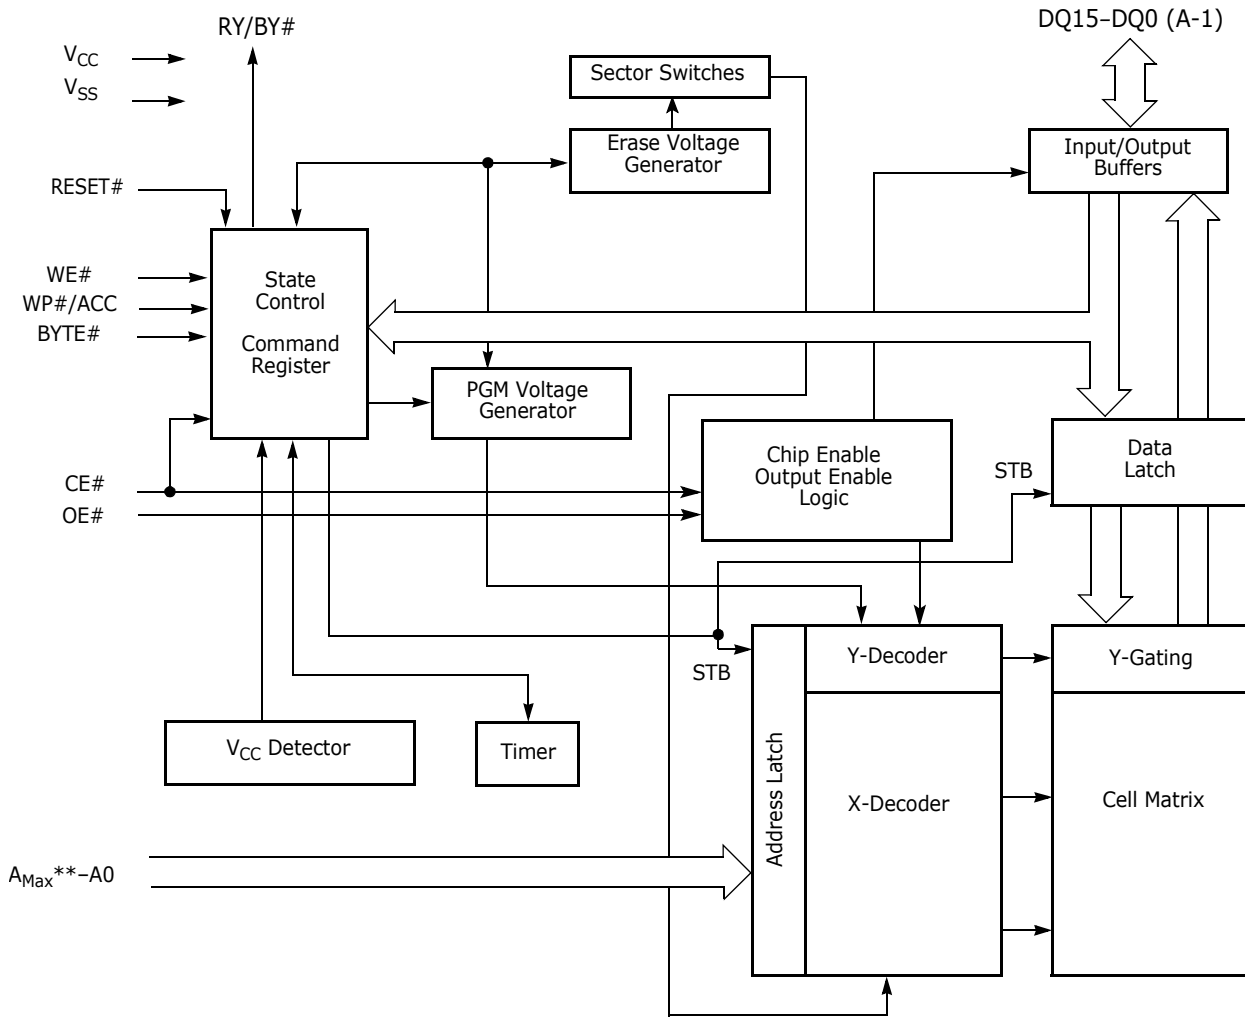 RY/BY#
DQ15–DQ0 (A-1)
VCC
VSS
Sector Switches
Erase Voltage
Generator
Input/Output
Buffers
RESET#
WE#
WP#/ACC
BYTE#
State
Control
Command
Register
PGM Voltage
Generator
Chip Enable
Output Enable
Logic
Data
Latch
STB
CE#
OE#
STB
Y-Decoder
Y-Gating
VCC Detector
Timer
Address Latch
X-Decoder
Cell Matrix
AMax**–A0